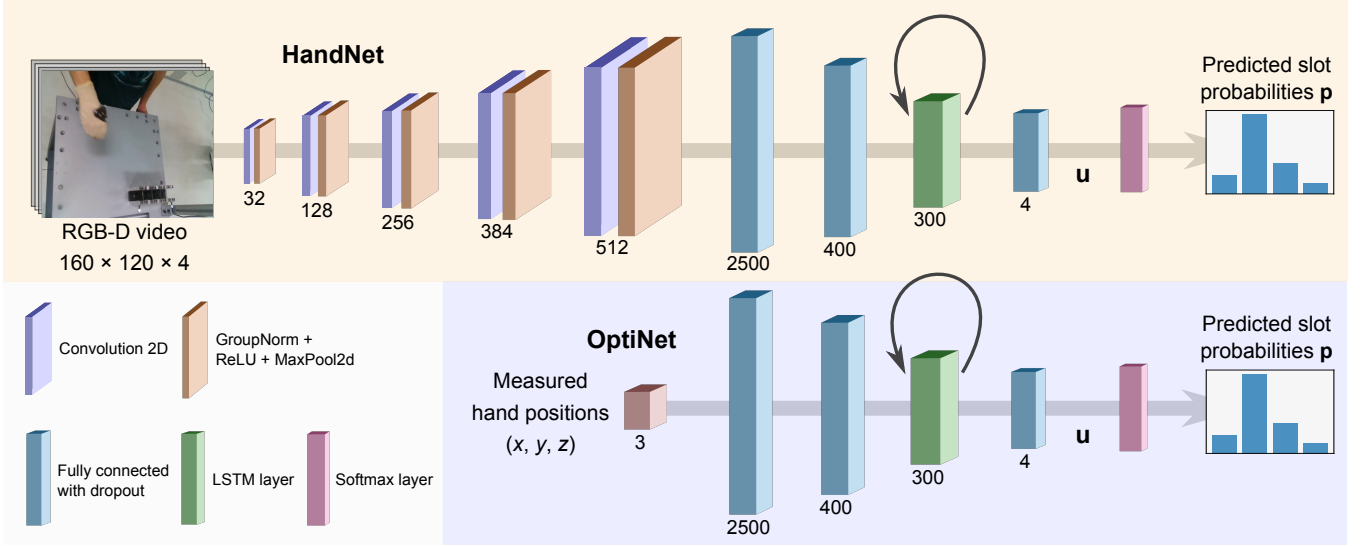 HandNet
RGB-D video
160 × 120 × 4
32
128
256
384
512
2500
400
300
4
u
Predicted slot
probabilities p
Convolution 2D
GroupNorm +
ReLU + MaxPool2d
Fully connected
with dropout
LSTM layer
Softmax layer
OptiNet
Measured
hand positions
(x, y, z)
3
2500
400
300
4
u
Predicted slot
probabilities p